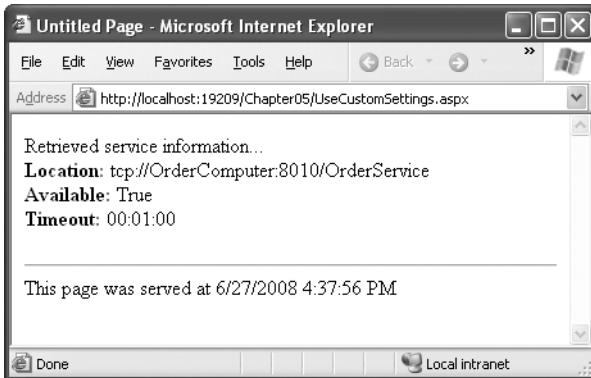 Untitled Page - Microsoft Internet Explorer
File Edit View Favorites Tools Help Back »
Address http://localhost:19209/Chapter05/UseCustomSettings.aspx
Retrieved service information...
Location: tcp://OrderComputer:8010/OrderService
Available: True
Timeout: 00:01:00
This page was served at 6/27/2008 4:37:56 PM
Done Local intranet